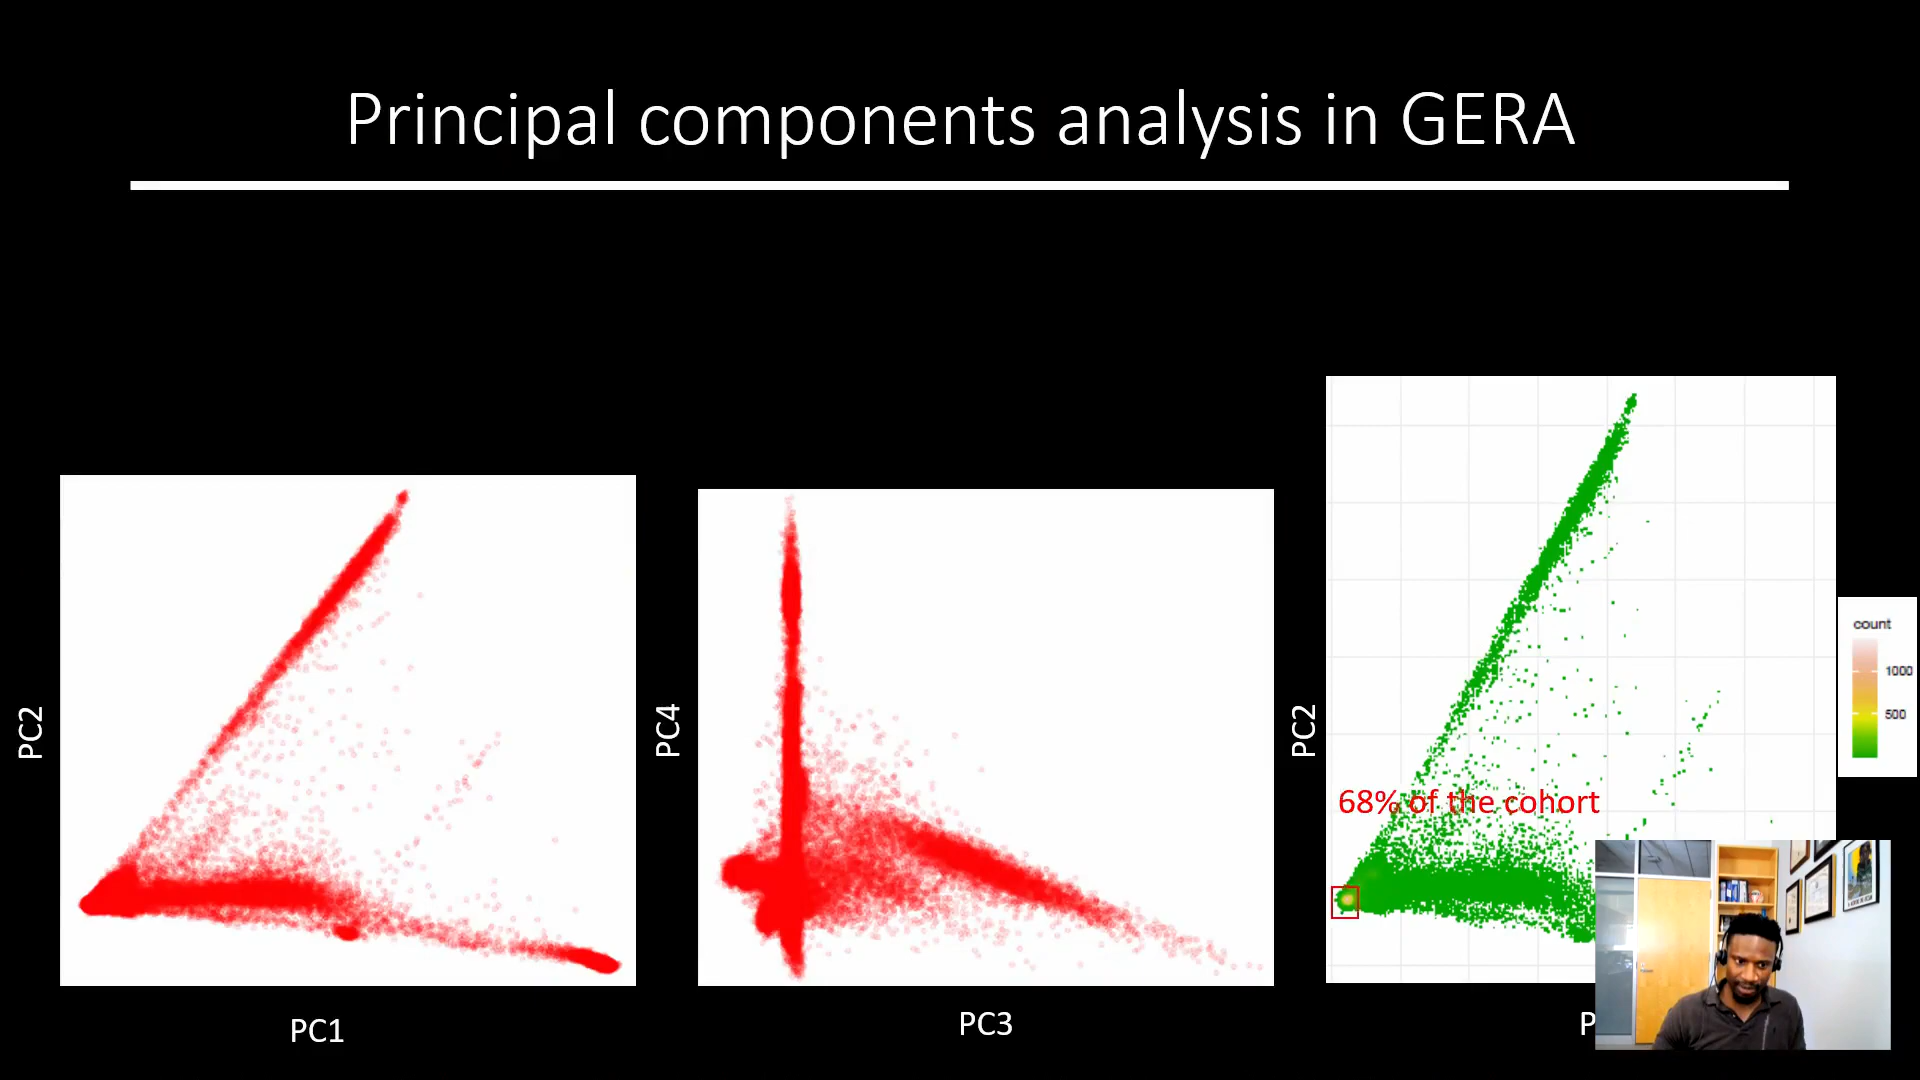 Principal components analysis in GERA
PC2
PC1
PC4
PC3
PC2
68% of the cohort
count
1000
500